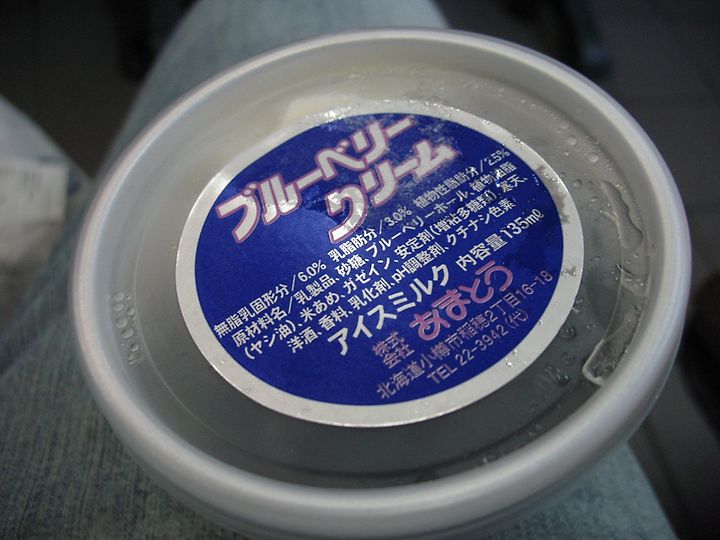 ブルーベリー
クリーム
無脂乳固形分/6.0% 乳脂肪分/3.0% 植物性脂肪分/2.5%
原材料名/乳製品、砂糖、ブルーベリーホール、植物油脂
(ヤシ油)、米あめ、カゼイン、安定剤(増粘多糖類)、寒天、
洋酒、香料、乳化剤、pH調整剤、クチナシ色素
アイスミルク 内容量135mℓ
株式会社 あまとう
北海道小樽市稲穂2丁目16-18
TEL 22-3942(代)